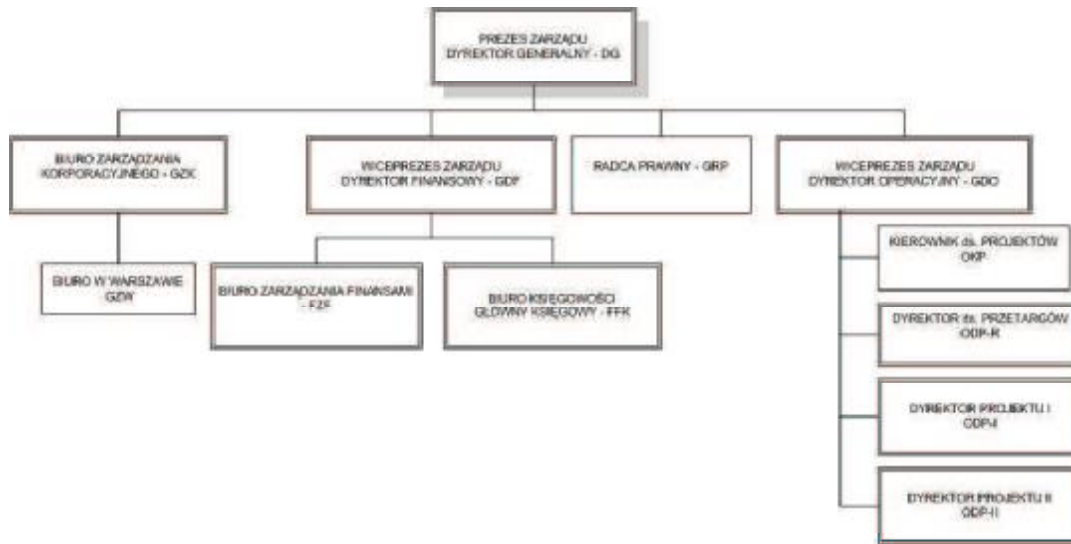 PREZES ZARZĄDU
DYREKTOR GENERALNY - DG
BIURO ZARZĄDZANIA
KORPORACYJNEGO - GZK
WICEPREZES ZARZĄDU
DYREKTOR FINANSOWY - GDF
RADCA PRAWNY - GRP
WICEPREZES ZARZĄDU
DYREKTOR OPERACYJNY - GDO
BIURO W WARSZAWIE
GZW
BIURO ZARZĄDZANIA FINANSAMI
- FZF
BIURO KSIĘGOWOŚCI
GŁÓWNY KSIĘGOWY - FFK
KIEROWNIK ds. PROJEKTÓW
OKP
DYREKTOR ds. PRZETARGÓW
ODP-R
DYREKTOR PROJEKTU I
ODP-I
DYREKTOR PROJEKTU II
ODP-II